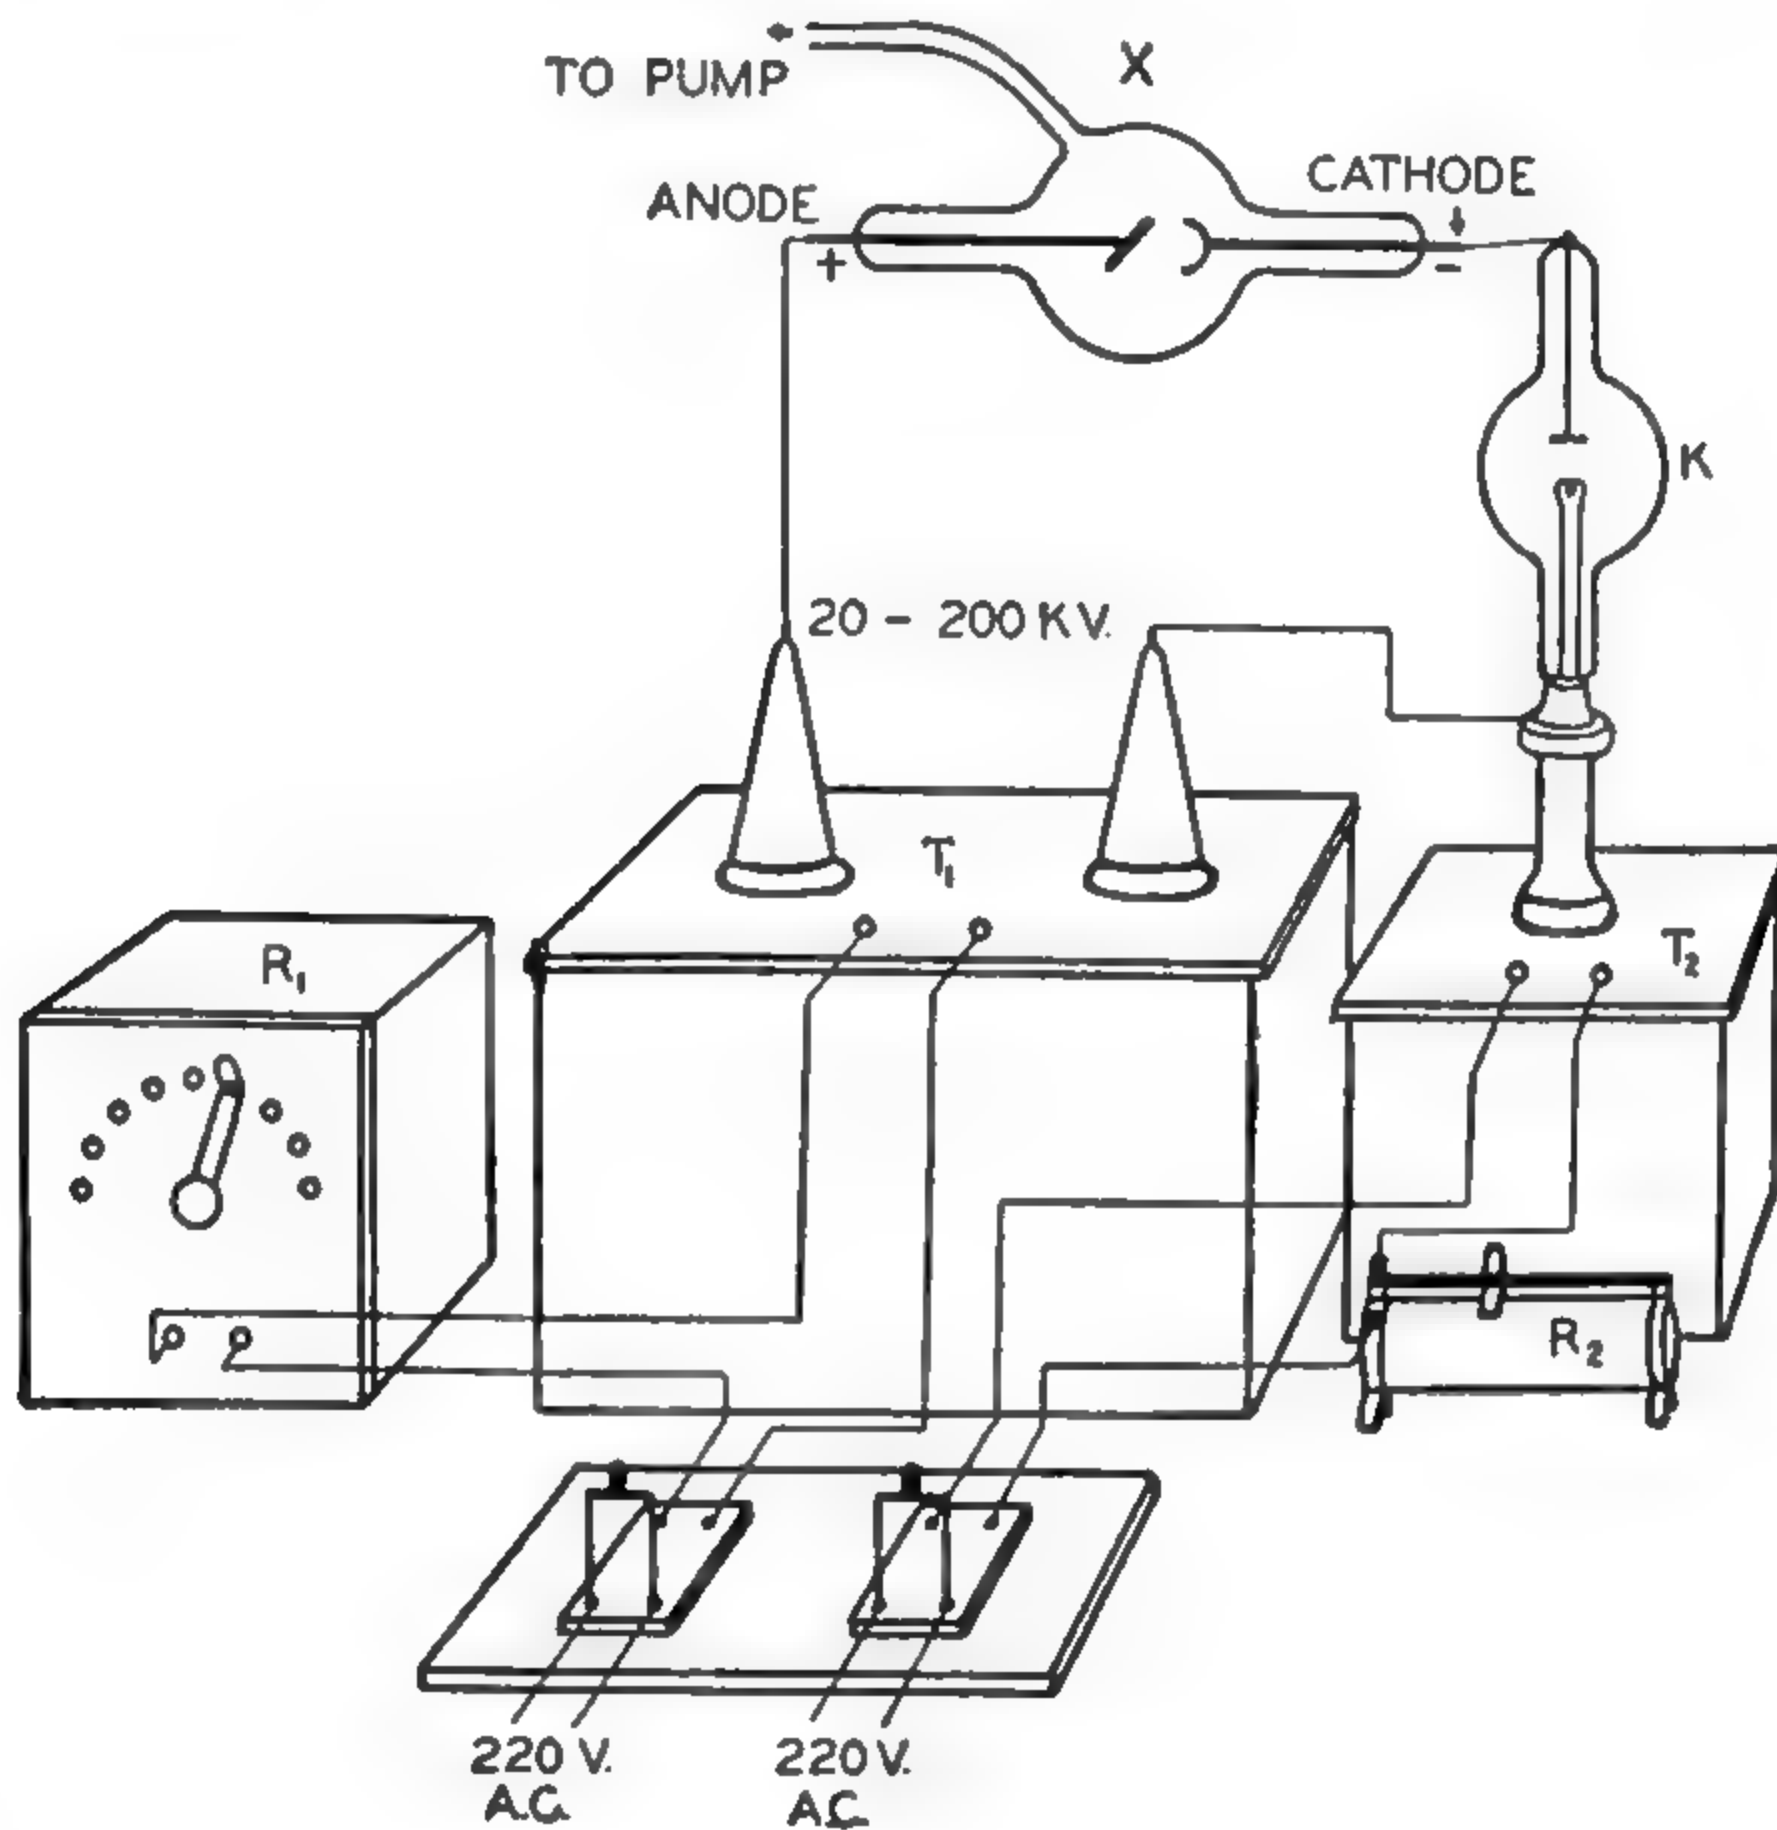 TO PUMP
X
CATHODE
ANODE
+
-
K
20 - 200 KV.
T₁
R₁
T₂
R₂
220 V.
A.C.
220 V.
A.C.